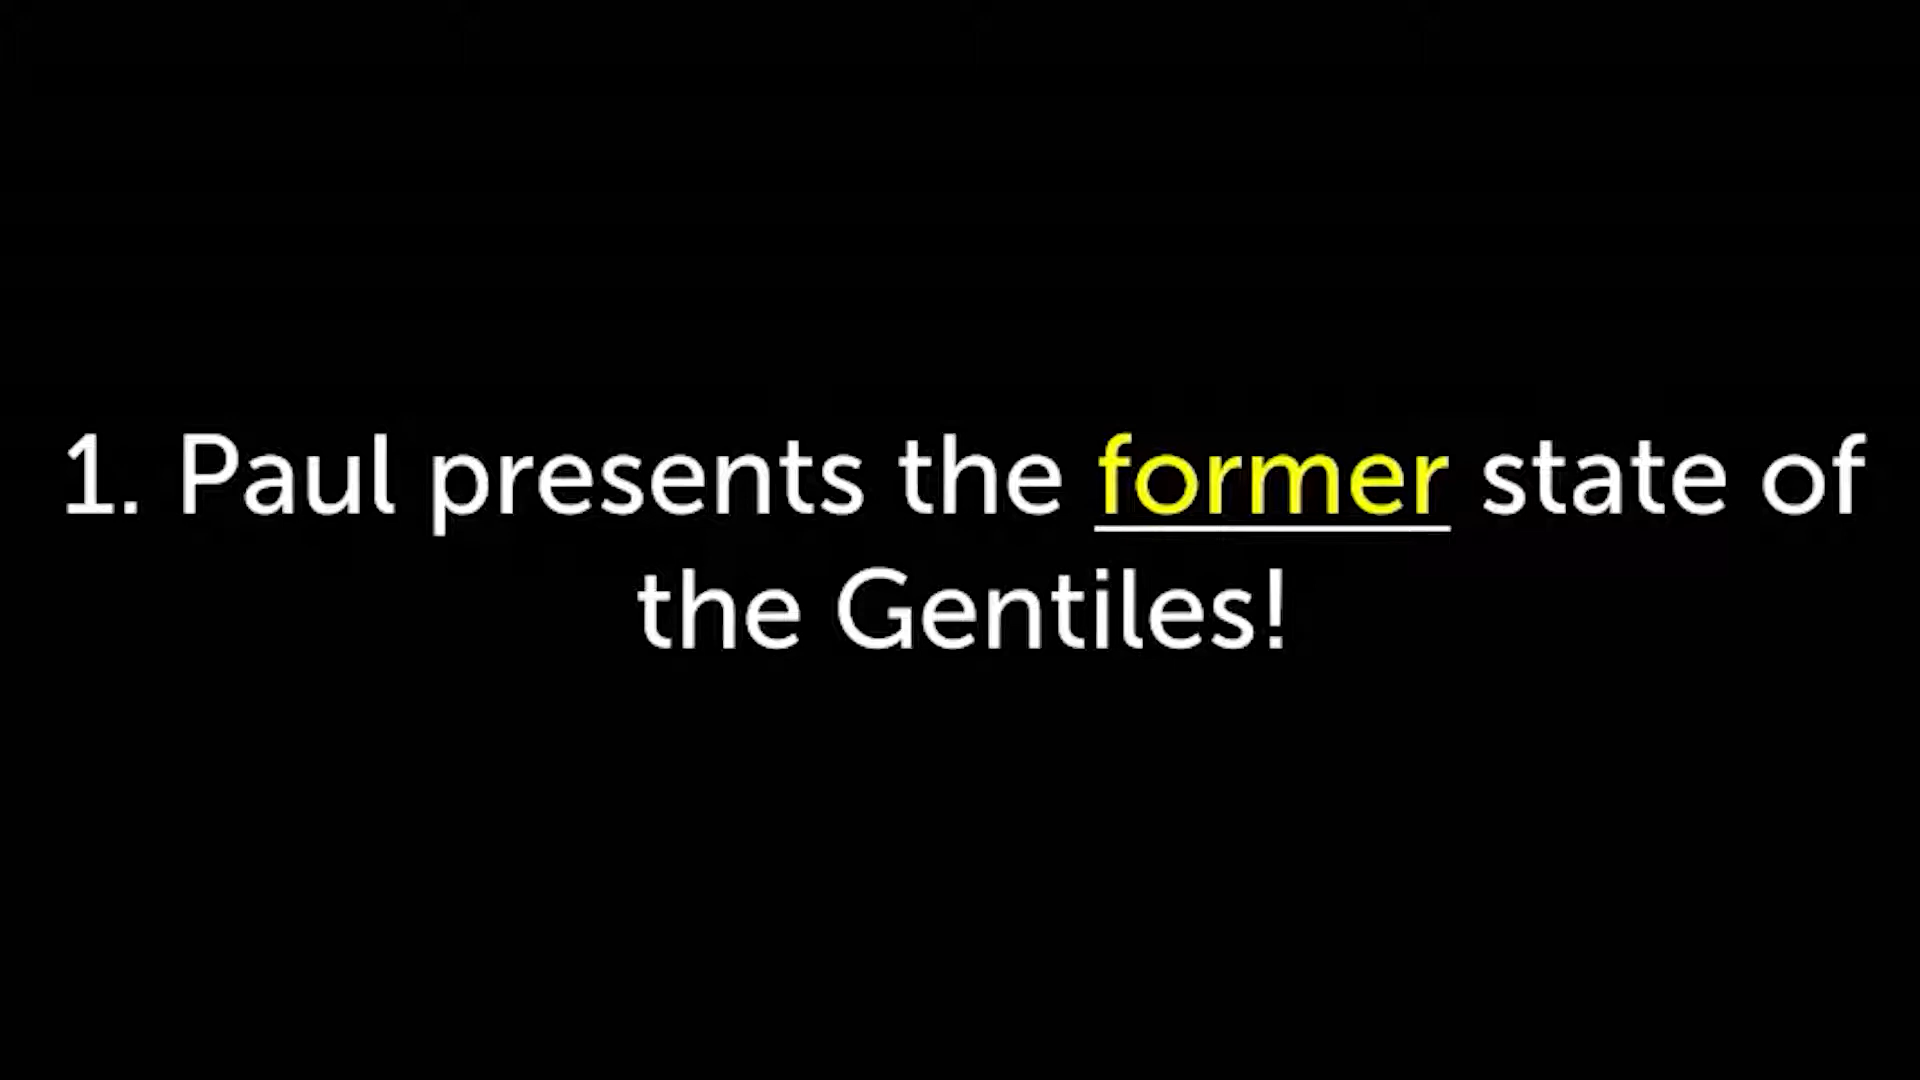 1. Paul presents the former state of
the Gentiles!